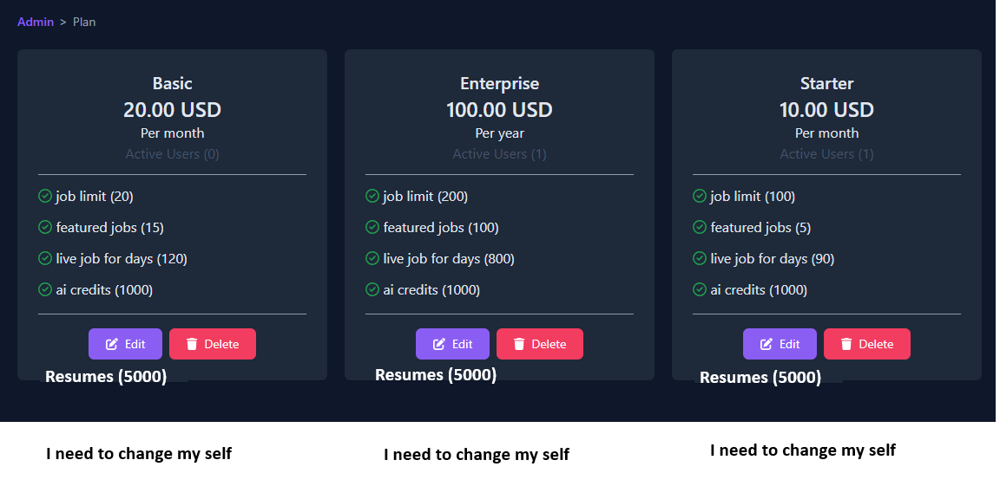 Admin > Plan
Basic
20.00 USD
Per month
Active Users (0)
job limit (20)
featured jobs (15)
live job for days (120)
ai credits (1000)
Edit Delete
Resumes (5000)
I need to change my self
Enterprise
100.00 USD
Per year
Active Users (1)
job limit (200)
featured jobs (100)
live job for days (800)
ai credits (1000)
Edit Delete
Resumes (5000)
I need to change my self
Starter
10.00 USD
Per month
Active Users (1)
job limit (100)
featured jobs (5)
live job for days (90)
ai credits (1000)
Edit Delete
Resumes (5000)
I need to change my self